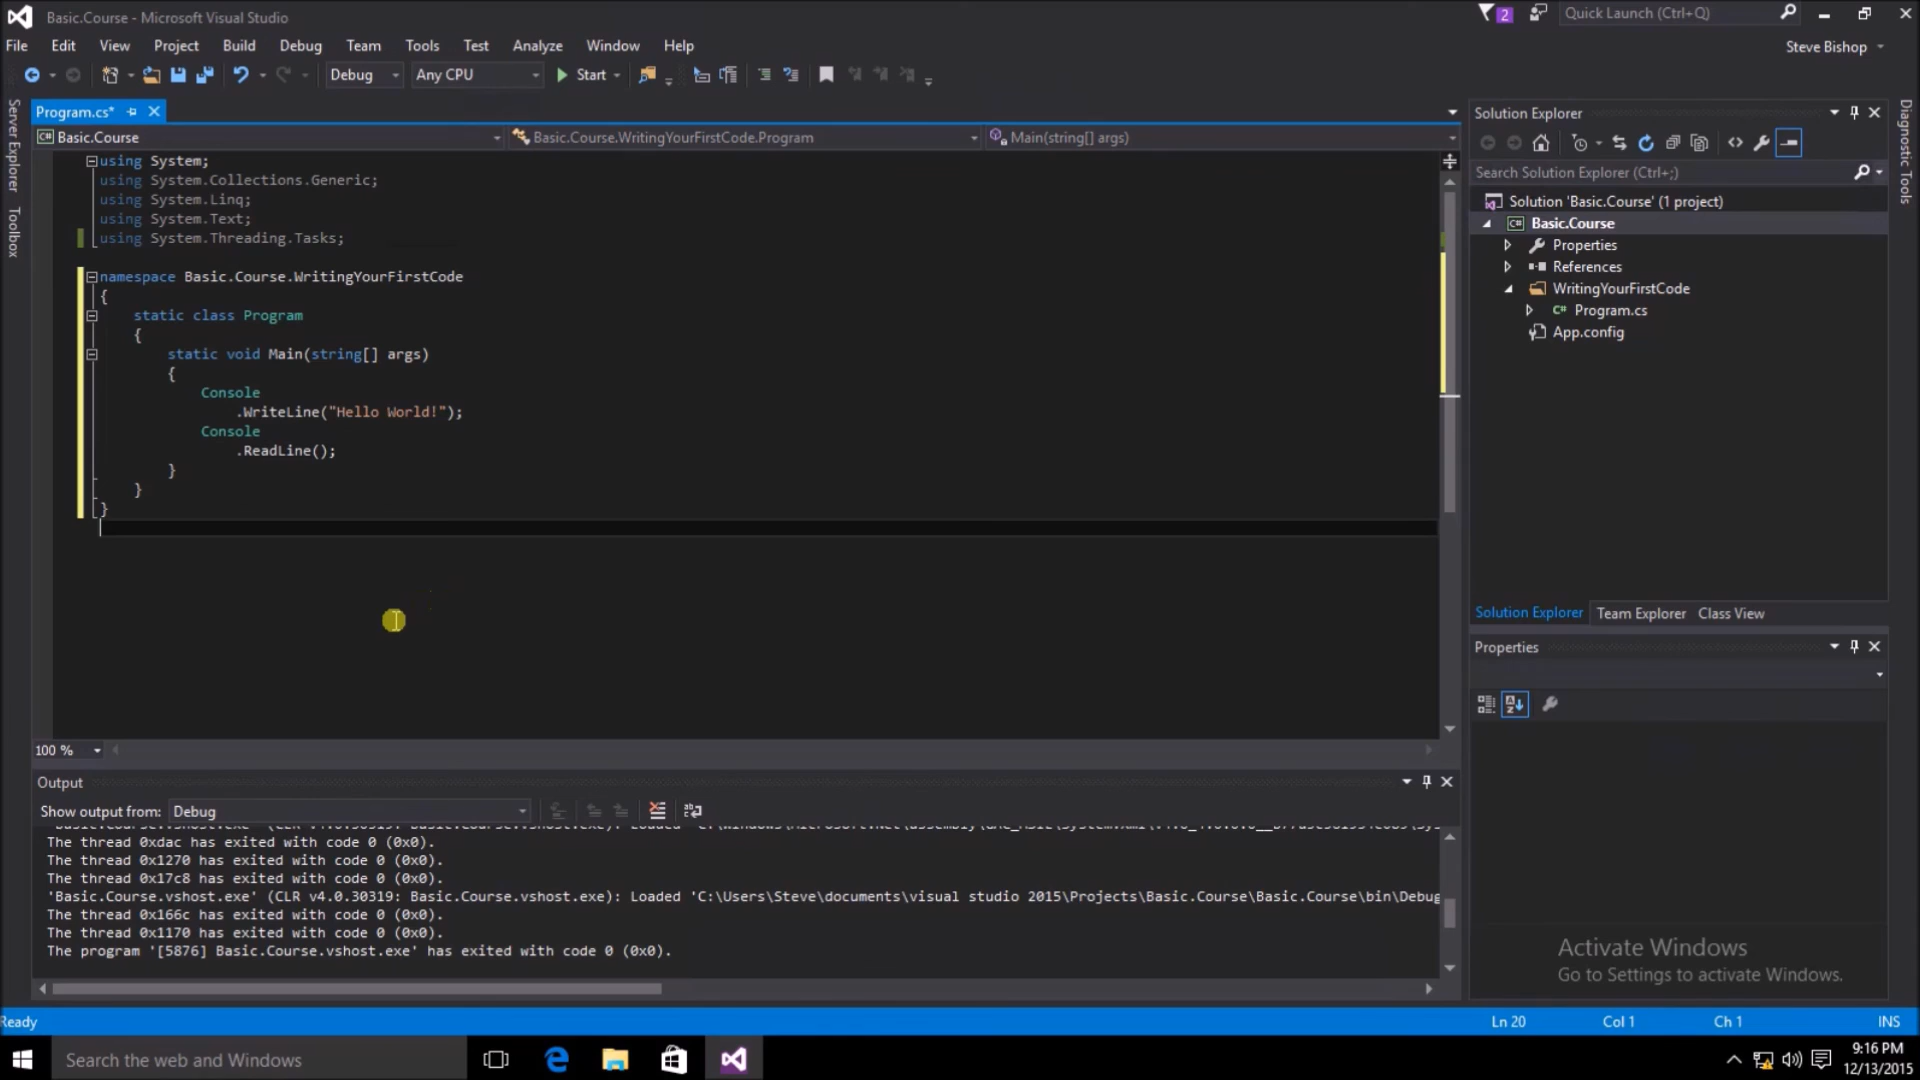 Basic.Course - Microsoft Visual Studio
2
Quick Launch (Ctrl+Q)
File Edit View Project Build Debug Team Tools Test Analyze Window Help
Steve Bishop
Debug Any CPU Start
Server Explorer
Toolbox
Program.cs*
Basic.Course
Basic.Course.WritingYourFirstCode.Program
Main(string[] args)
using System;
using System.Collections.Generic;
using System.Linq;
using System.Text;
using System.Threading.Tasks;
namespace Basic.Course.WritingYourFirstCode
{
static class Program
{
static void Main(string[] args)
{
Console
.WriteLine("Hello World!");
Console
.ReadLine();
}
}
}
100 %
Solution Explorer
Search Solution Explorer (Ctrl+;)
Solution 'Basic.Course' (1 project)
C# Basic.Course
Properties
References
WritingYourFirstCode
C# Program.cs
App.config
Solution Explorer Team Explorer Class View
Properties
Diagnostic Tools
Output
Show output from: Debug
The thread 0xdac has exited with code 0 (0x0).
The thread 0x1270 has exited with code 0 (0x0).
The thread 0x17c8 has exited with code 0 (0x0).
'Basic.Course.vshost.exe' (CLR v4.0.30319: Basic.Course.vshost.exe): Loaded 'C:\Users\Steve\documents\visual studio 2015\Projects\Basic.Course\Basic.Course\bin\Debug
The thread 0x166c has exited with code 0 (0x0).
The thread 0x1170 has exited with code 0 (0x0).
The program '[5876] Basic.Course.vshost.exe' has exited with code 0 (0x0).
Activate Windows
Go to Settings to activate Windows.
Ready
Ln 20 Col 1 Ch 1 INS
Search the web and Windows
9:16 PM
12/13/2015